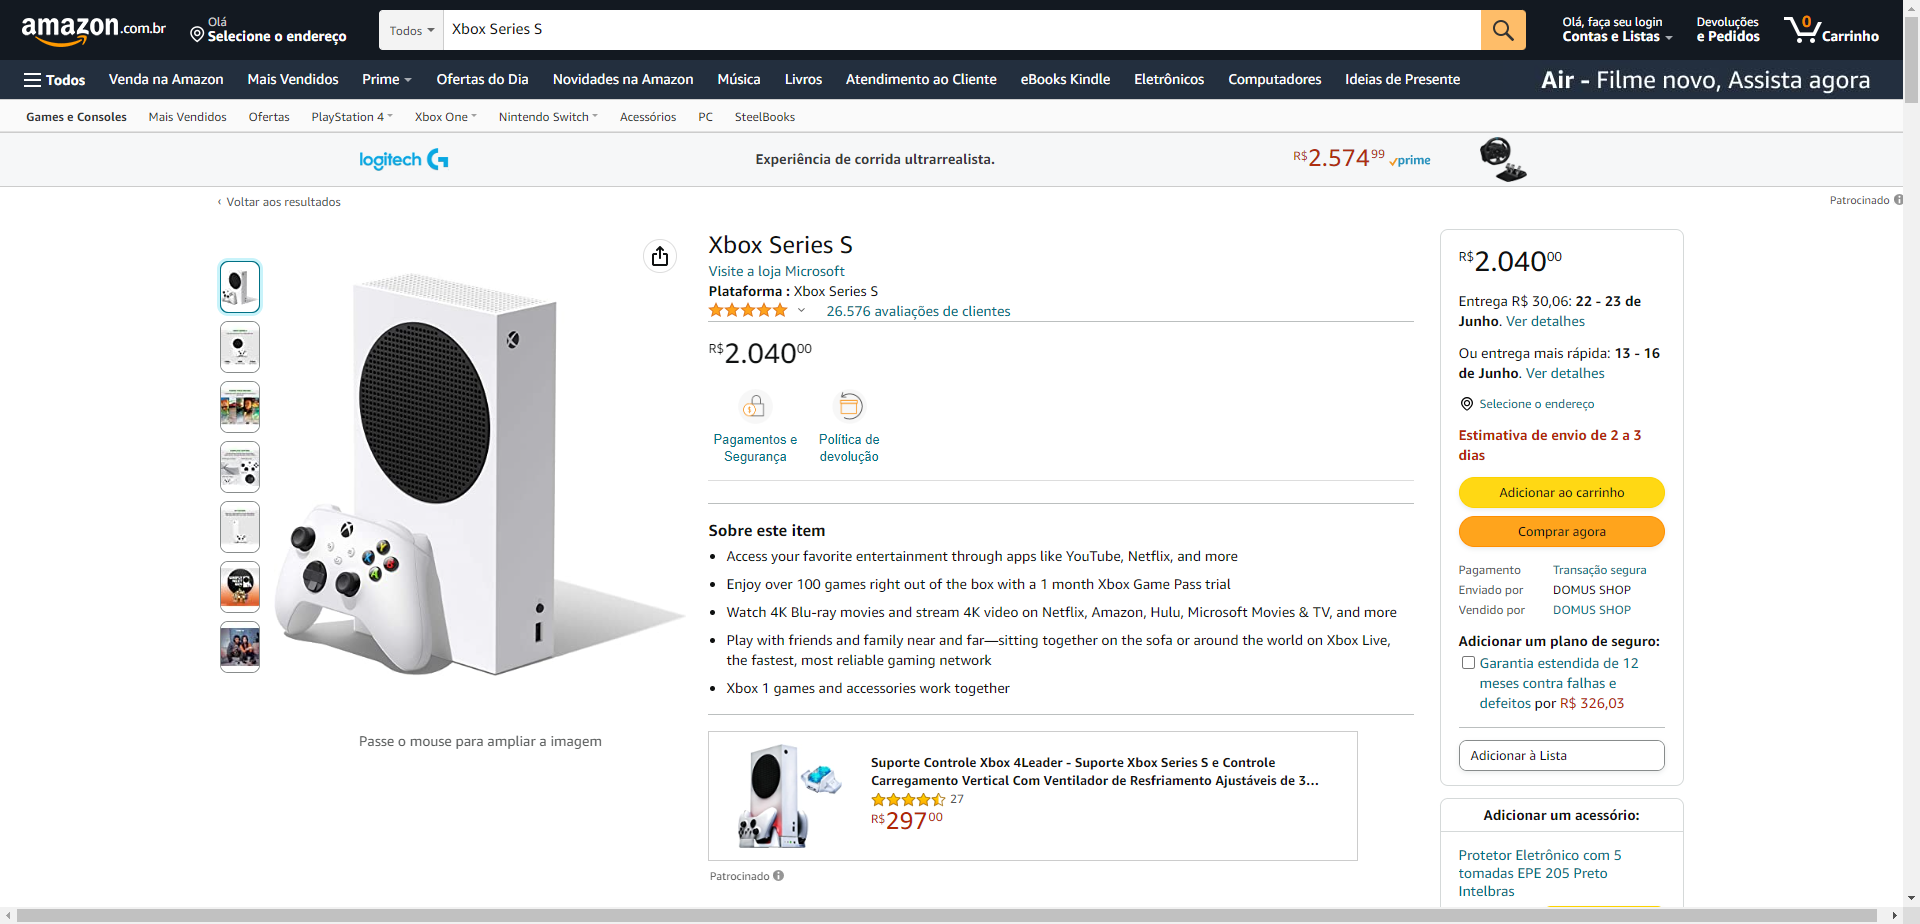 amazon.com.br
Olá
Selecione o endereço
Todos
Xbox Series S
Olá, faça seu login
Contas e Listas
Devoluções
e Pedidos
0
Carrinho
Todos
Venda na Amazon
Mais Vendidos
Prime
Ofertas do Dia
Novidades na Amazon
Música
Livros
Atendimento ao Cliente
eBooks Kindle
Eletrônicos
Computadores
Ideias de Presente
Air - Filme novo, Assista agora
Games e Consoles
Mais Vendidos
Ofertas
PlayStation 4
Xbox One
Nintendo Switch
Acessórios
PC
SteelBooks
logitech G
Experiência de corrida ultrarrealista.
R$2.57499
prime
‹ Voltar aos resultados
Patrocinado
Passe o mouse para ampliar a imagem
Xbox Series S
Visite a loja Microsoft
Plataforma : Xbox Series S
26.576 avaliações de clientes
R$2.04000
Pagamentos e
Segurança
Política de
devolução
Sobre este item
• Access your favorite entertainment through apps like YouTube, Netflix, and more
• Enjoy over 100 games right out of the box with a 1 month Xbox Game Pass trial
• Watch 4K Blu-ray movies and stream 4K video on Netflix, Amazon, Hulu, Microsoft Movies & TV, and more
• Play with friends and family near and far—sitting together on the sofa or around the world on Xbox Live,
the fastest, most reliable gaming network
• Xbox 1 games and accessories work together
Suporte Controle Xbox 4Leader - Suporte Xbox Series S e Controle
Carregamento Vertical Com Ventilador de Resfriamento Ajustáveis de 3...
27
R$29700
Patrocinado
R$2.04000
Entrega R$ 30,06: 22 - 23 de
Junho. Ver detalhes
Ou entrega mais rápida: 13 - 16
de Junho. Ver detalhes
Selecione o endereço
Estimativa de envio de 2 a 3
dias
Adicionar ao carrinho
Comprar agora
Pagamento Transação segura
Enviado por DOMUS SHOP
Vendido por DOMUS SHOP
Adicionar um plano de seguro:
Garantia estendida de 12
meses contra falhas e
defeitos por R$ 326,03
Adicionar à Lista
Adicionar um acessório:
Protetor Eletrônico com 5
tomadas EPE 205 Preto
Intelbras